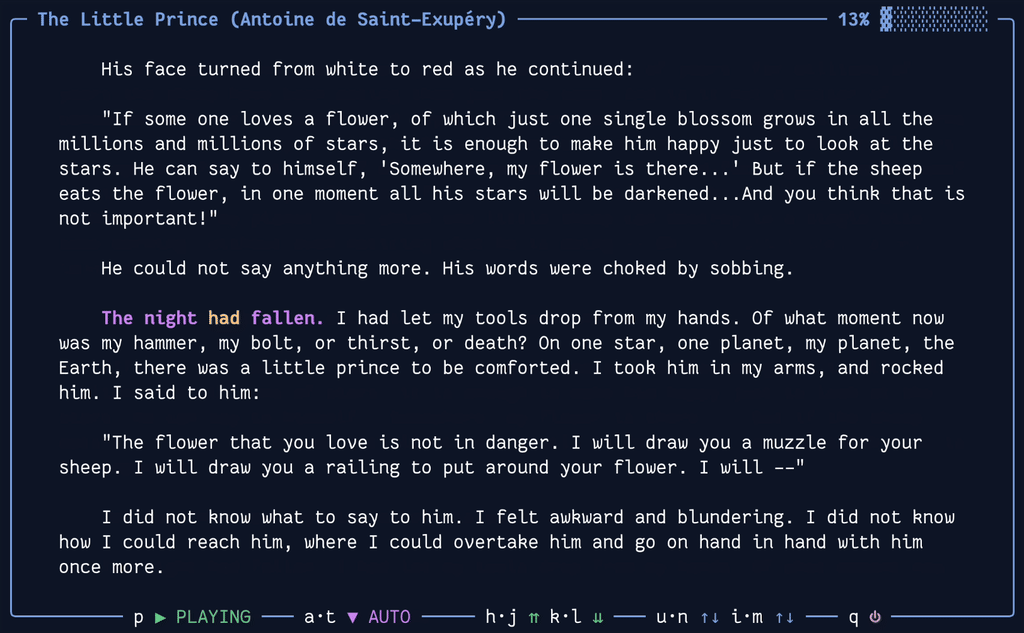 The Little Prince (Antoine de Saint-Exupéry) 13%
His face turned from white to red as he continued:
"If some one loves a flower, of which just one single blossom grows in all the
millions and millions of stars, it is enough to make him happy just to look at the
stars. He can say to himself, 'Somewhere, my flower is there...' But if the sheep
eats the flower, in one moment all his stars will be darkened...And you think that is
not important!"
He could not say anything more. His words were choked by sobbing.
The night had fallen. I had let my tools drop from my hands. Of what moment now
was my hammer, my bolt, or thirst, or death? On one star, one planet, my planet, the
Earth, there was a little prince to be comforted. I took him in my arms, and rocked
him. I said to him:
"The flower that you love is not in danger. I will draw you a muzzle for your
sheep. I will draw you a railing to put around your flower. I will --"
I did not know what to say to him. I felt awkward and blundering. I did not know
how I could reach him, where I could overtake him and go on hand in hand with him
once more.
p ▶ PLAYING a·t ▼ AUTO h·j ⇈ k·l ⇊ u·n ↑↓ i·m ↑↓ q ⏻